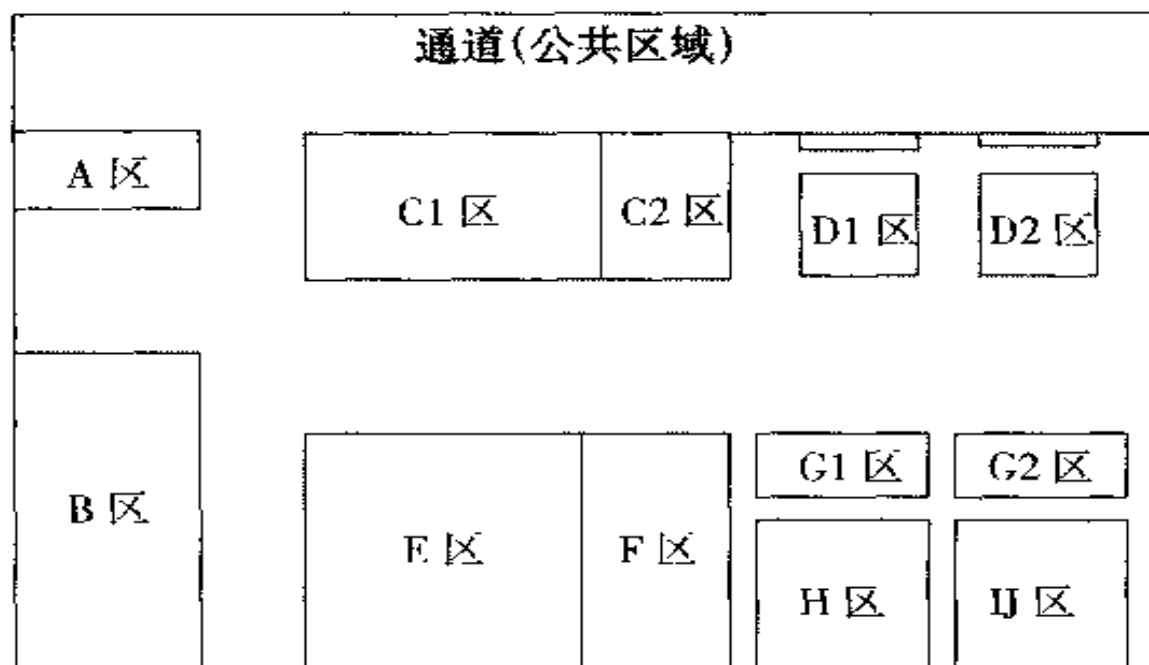 通道(公共区域)
A 区
C1 区
C2 区
D1 区
D2 区
B 区
E 区
F 区
G1 区
G2 区
H 区
IJ 区